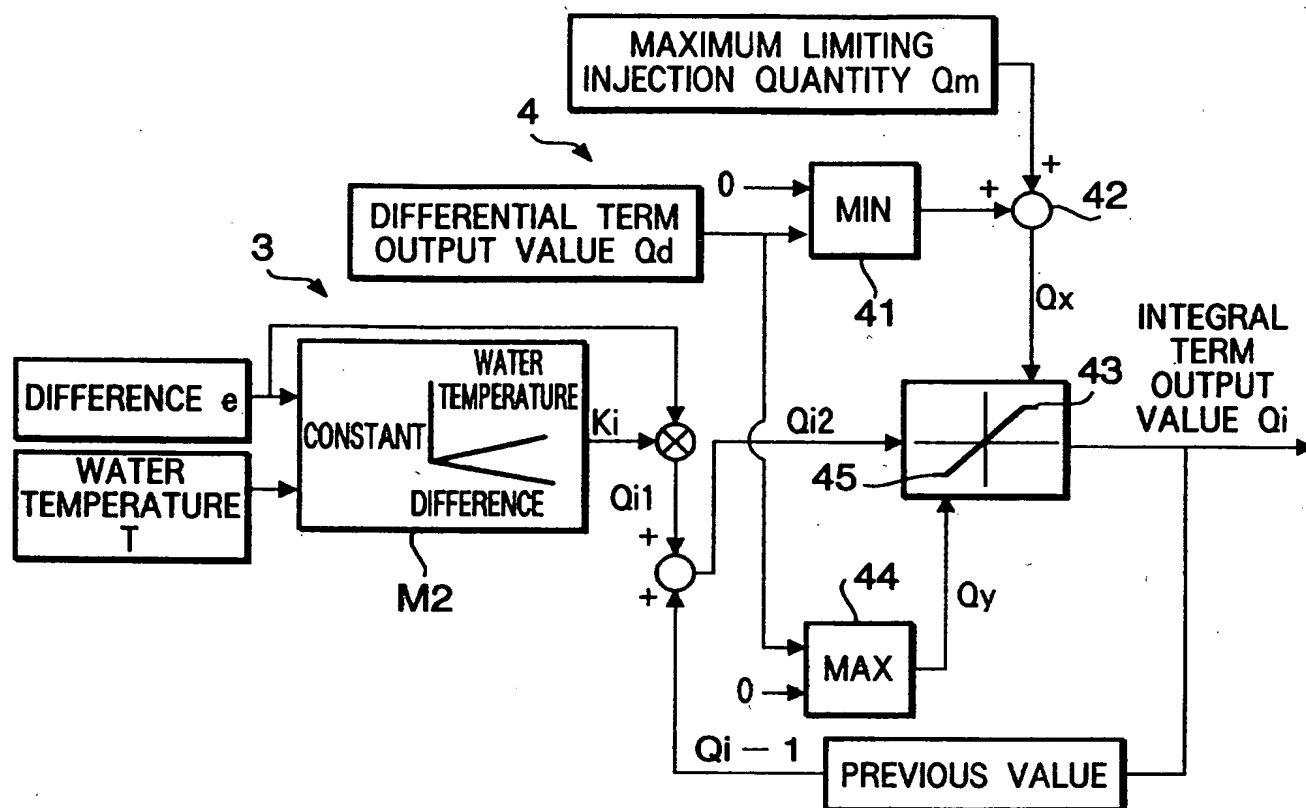 MAXIMUM LIMITING
INJECTION QUANTITY Qm
4
DIFFERENTIAL TERM
OUTPUT VALUE Qd
0
MIN
41
+
+
42
Qx
3
DIFFERENCE e
WATER
TEMPERATURE
T
WATER
TEMPERATURE
CONSTANT
DIFFERENCE
M2
Ki
Qi1
+
+
Qi2
43
45
INTEGRAL
TERM
OUTPUT
VALUE Qi
44
MAX
0
Qy
Qi – 1
PREVIOUS VALUE